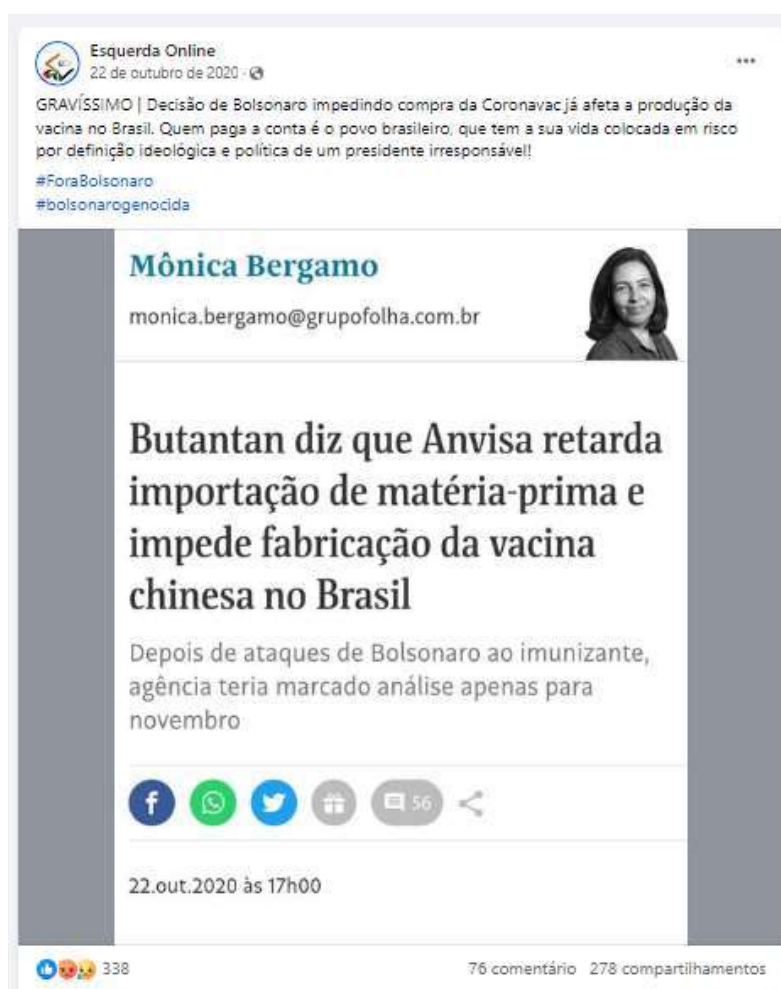 Esquerda Online
22 de outubro de 2020 ·
GRAVÍSSIMO | Decisão de Bolsonaro impedindo compra da Coronavac já afeta a produção da
vacina no Brasil. Quem paga a conta é o povo brasileiro, que tem a sua vida colocada em risco
por definição ideológica e política de um presidente irresponsável!
#ForaBolsonaro
#bolsonarogenocida
Mônica Bergamo
monica.bergamo@grupofolha.com.br
Butantan diz que Anvisa retarda
importação de matéria-prima e
impede fabricação da vacina
chinesa no Brasil
Depois de ataques de Bolsonaro ao imunizante,
agência teria marcado análise apenas para
novembro
56
22.out.2020 às 17h00
338
76 comentário 278 compartilhamentos